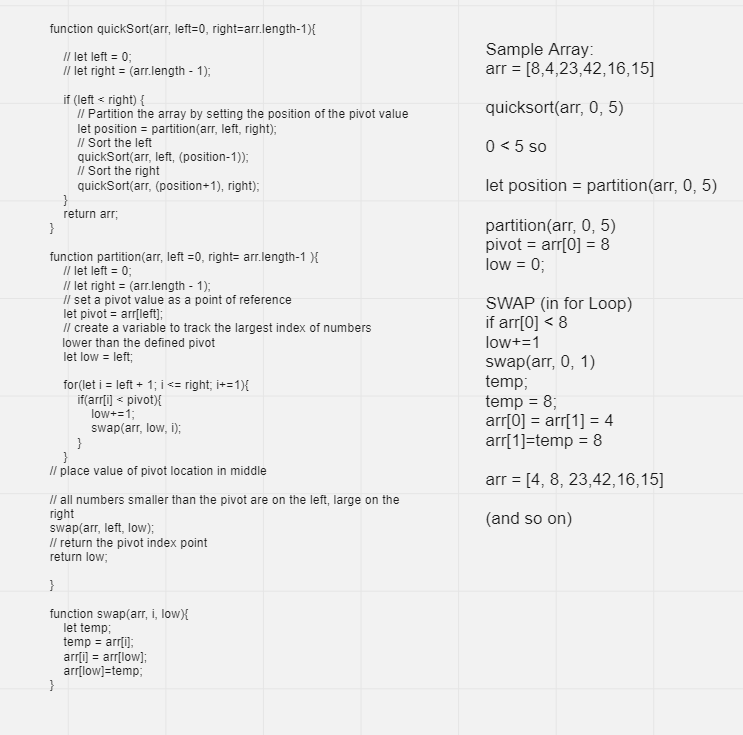 function quickSort(arr, left=0, right=arr.length-1){
// let left = 0;
// let right = (arr.length - 1);
if (left < right) {
// Partition the array by setting the position of the pivot value
let position = partition(arr, left, right);
// Sort the left
quickSort(arr, left, (position-1));
// Sort the right
quickSort(arr, (position+1), right);
}
return arr;
}
function partition(arr, left =0, right= arr.length-1 ){
// let left = 0;
// let right = (arr.length - 1);
// set a pivot value as a point of reference
let pivot = arr[left];
// create a variable to track the largest index of numbers
lower than the defined pivot
let low = left;
for(let i = left + 1; i <= right; i+=1){
if(arr[i] < pivot){
low+=1;
swap(arr, low, i);
}
}
// place value of pivot location in middle
// all numbers smaller than the pivot are on the left, large on the
right
swap(arr, left, low);
// return the pivot index point
return low;
}
function swap(arr, i, low){
let temp;
temp = arr[i];
arr[i] = arr[low];
arr[low]=temp;
}
Sample Array:
arr = [8,4,23,42,16,15]
quicksort(arr, 0, 5)
0 < 5 so
let position = partition(arr, 0, 5)
partition(arr, 0, 5)
pivot = arr[0] = 8
low = 0;
SWAP (in for Loop)
if arr[0] < 8
low+=1
swap(arr, 0, 1)
temp;
temp = 8;
arr[0] = arr[1] = 4
arr[1]=temp = 8
arr = [4, 8, 23,42,16,15]
(and so on)